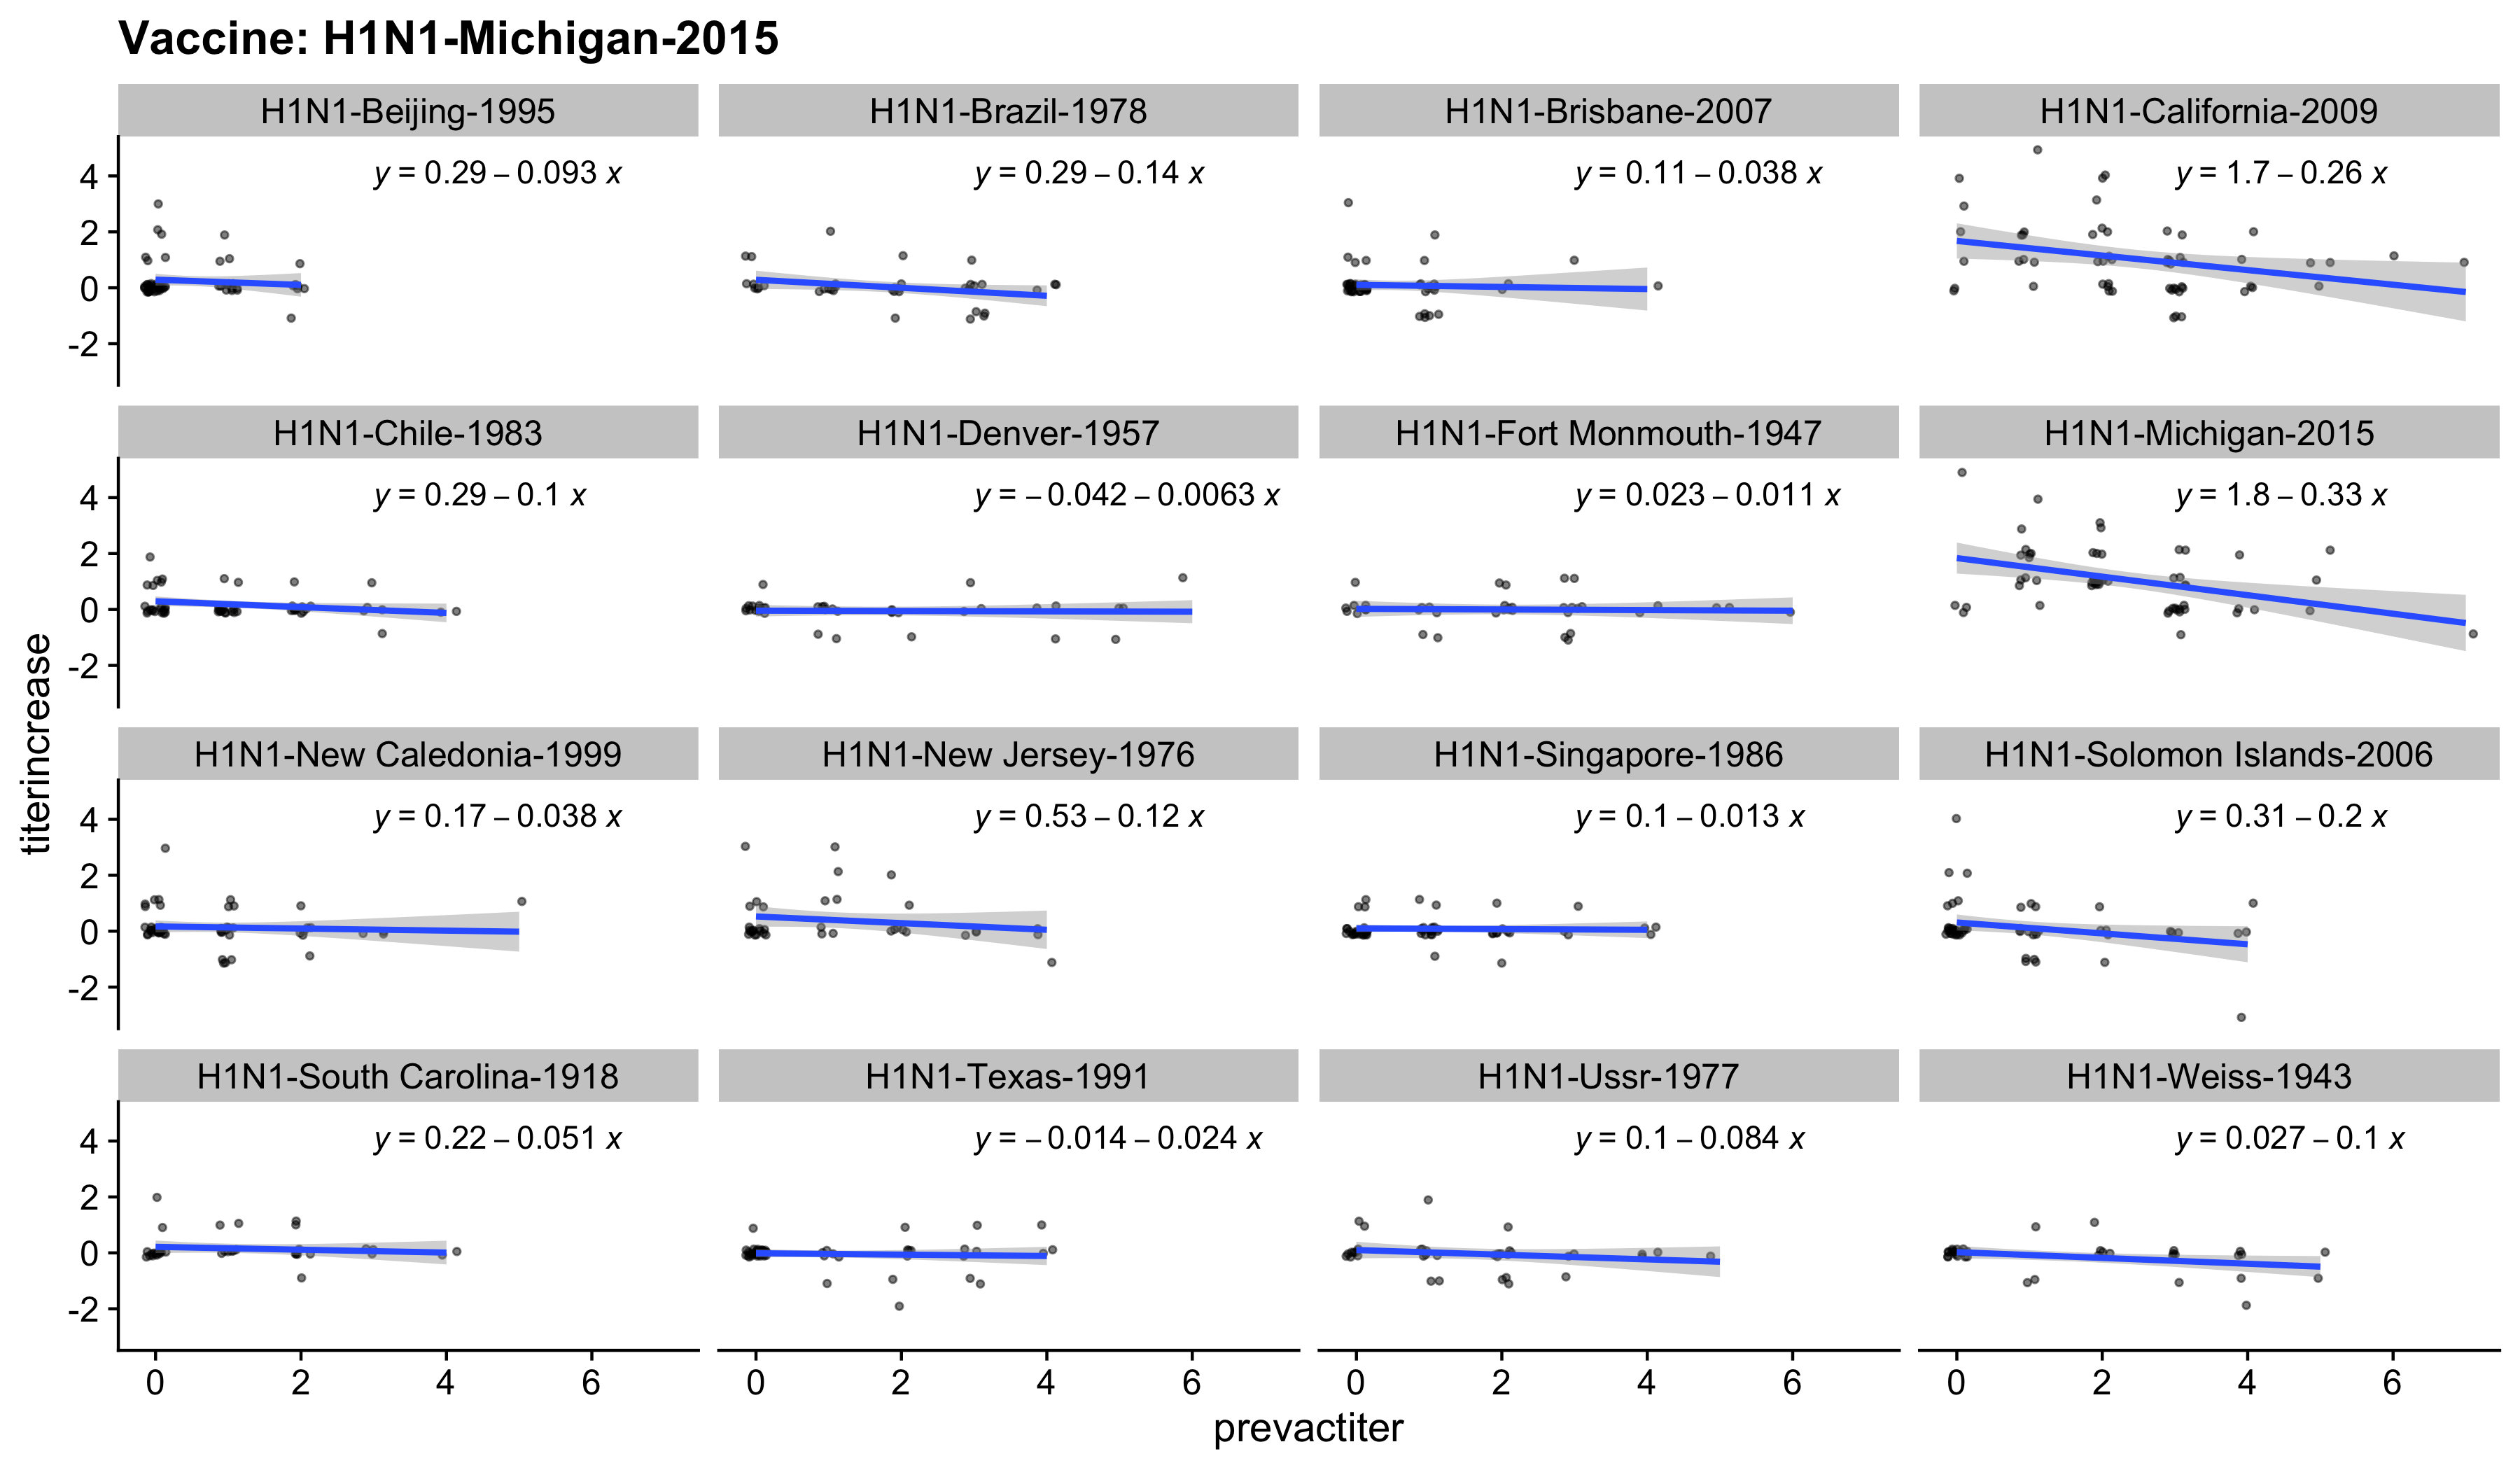 Vaccine: H1N1-Michigan-2015
H1N1-Beijing-1995
H1N1-Brazil-1978
H1N1-Brisbane-2007
H1N1-California-2009
y = 0.29 – 0.093 x
y = 0.29 – 0.14 x
y = 0.11 – 0.038 x
y = 1.7 – 0.26 x
4
2
0
-2
H1N1-Chile-1983
H1N1-Denver-1957
H1N1-Fort Monmouth-1947
H1N1-Michigan-2015
y = 0.29 – 0.1 x
y = – 0.042 – 0.0063 x
y = 0.023 – 0.011 x
y = 1.8 – 0.33 x
4
2
0
-2
titerincrease
H1N1-New Caledonia-1999
H1N1-New Jersey-1976
H1N1-Singapore-1986
H1N1-Solomon Islands-2006
y = 0.17 – 0.038 x
y = 0.53 – 0.12 x
y = 0.1 – 0.013 x
y = 0.31 – 0.2 x
4
2
0
-2
H1N1-South Carolina-1918
H1N1-Texas-1991
H1N1-Ussr-1977
H1N1-Weiss-1943
y = 0.22 – 0.051 x
y = – 0.014 – 0.024 x
y = 0.1 – 0.084 x
y = 0.027 – 0.1 x
4
2
0
-2
0 2 4 6
0 2 4 6
0 2 4 6
0 2 4 6
prevactiter